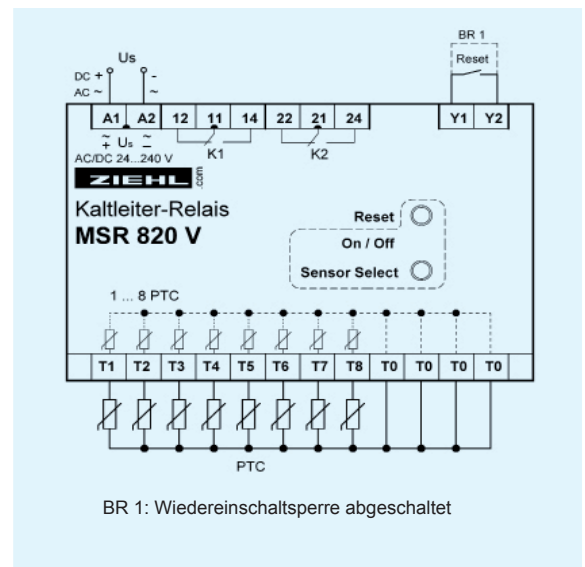 BR 1
Us
Reset
DC + -
AC ~ ~
A1 A2 12 11 14 22 21 24 Y1 Y2
Us
K1 K2
AC/DC 24...240 V
ZIEHL .com
Kaltleiter-Relais
MSR 820 V
Reset
On / Off
Sensor Select
1 ... 8 PTC
T1 T2 T3 T4 T5 T6 T7 T8 T0 T0 T0 T0
PTC
BR 1: Wiedereinschaltsperre abgeschaltet